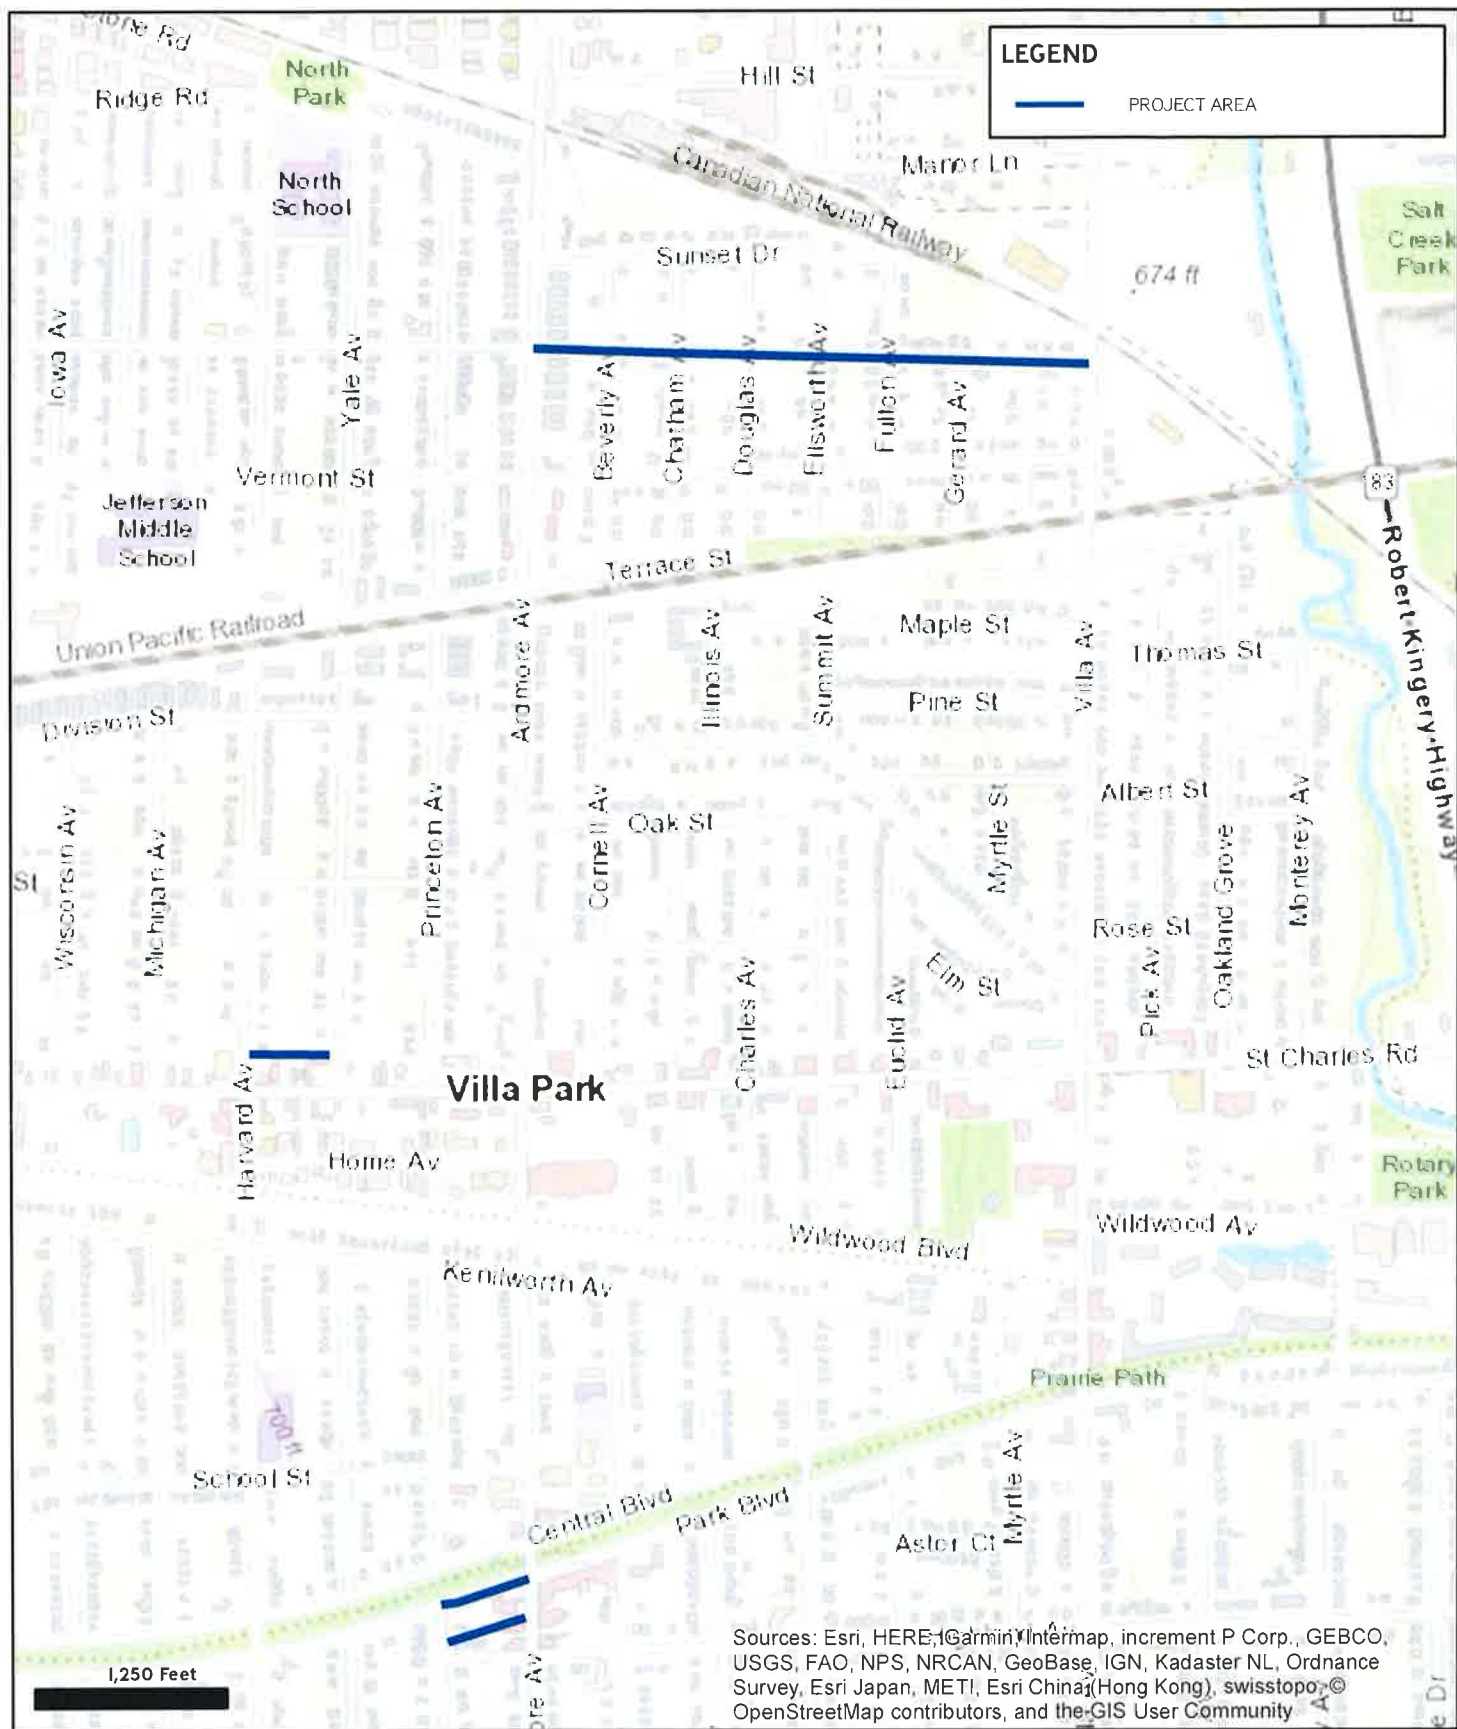 LEGEND
PROJECT AREA
Rd
Ridge Rd
North
Park
Hill St
North
School
Canadian National Railway
Manor Ln
Salt
Creek
Park
Sunset Dr
674 ft
Iowa Av
Yale Av
Beverly Av
Chatham Av
Douglas Av
Ellsworth Av
Fulton Av
Gerard Av
Vermont St
Jefferson
Middle
School
83
Robert Kingery Highway
Terrace St
Union Pacific Railroad
Ardmore Av
Illinois Av
Summit Av
Maple St
Villa Av
Thomas St
Pine St
Division St
Wisconsin Av
Michigan Av
Princeton Av
Cornell Av
Oak St
Myrtle St
Albert St
Oakland Grove
Monterey Av
St
Rose St
Pick Av
Elm St
Charles Av
Euclid Av
St Charles Rd
Harvard Av
Villa Park
Home Av
Rotary
Park
Wildwood Blvd
Wildwood Av
Kenilworth Av
Prairie Path
700 ft
School St
Central Blvd
Park Blvd
Astor Ct
Myrtle Av
1,250 Feet
ore Av
e Dr
Sources: Esri, HERE, Garmin, Intermap, increment P Corp., GEBCO,
USGS, FAO, NPS, NRCAN, GeoBase, IGN, Kadaster NL, Ordnance
Survey, Esri Japan, METI, Esri China (Hong Kong), swisstopo, ©
OpenStreetMap contributors, and the GIS User Community